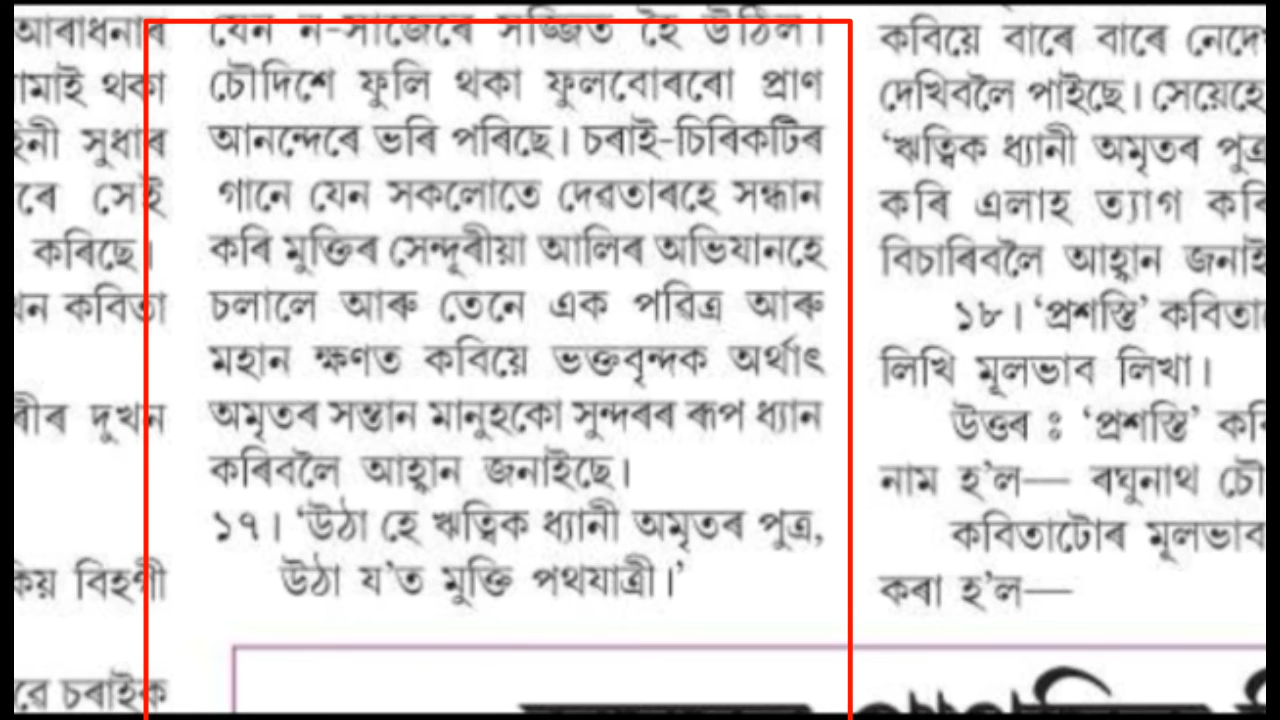 আৰাধনাৰ
থকা
সুধাৰ
সেই
কৰিছে।
কবিতা
দুখন
বিহগী
চৰাইক
যেন ন-সাজেৰে সজ্জিত হৈ উঠিল।
চৌদিশে ফুলি থকা ফুলবোৰৰো প্ৰাণ
আনন্দেৰে ভৰি পৰিছে। চৰাই-চিৰিকটিৰ
গানে যেন সকলোতে দেৱতাৰহে সন্ধান
কৰি মুক্তিৰ সেন্দূৰীয়া আলিৰ অভিযানহে
চলালে আৰু তেনে এক পৱিত্ৰ আৰু
মহান ক্ষণত কবিয়ে ভক্তবৃন্দক অৰ্থাৎ
অমৃতৰ সন্তান মানুহকো সুন্দৰৰ ৰূপ ধ্যান
কৰিবলৈ আহ্বান জনাইছে।
১৭। ‘উঠা হে ঋত্বিক ধ্যানী অমৃতৰ পুত্ৰ,
উঠা য’ত মুক্তি পথযাত্ৰী।’
কবিয়ে বাৰে বাৰে
দেখিবলৈ পাইছে। সেয়েহে
‘ঋত্বিক ধ্যানী অমৃতৰ পুত্ৰ
কৰি এলাহ ত্যাগ কৰি
বিচাৰিবলৈ আহ্বান
১৮। ‘প্ৰশস্তি’
লিখি মূলভাব লিখা।
উত্তৰ ঃ ‘প্ৰশস্তি’
নাম হ’ল— ৰঘুনাথ
কবিতাটোৰ মূলভাব
কৰা হ’ল—